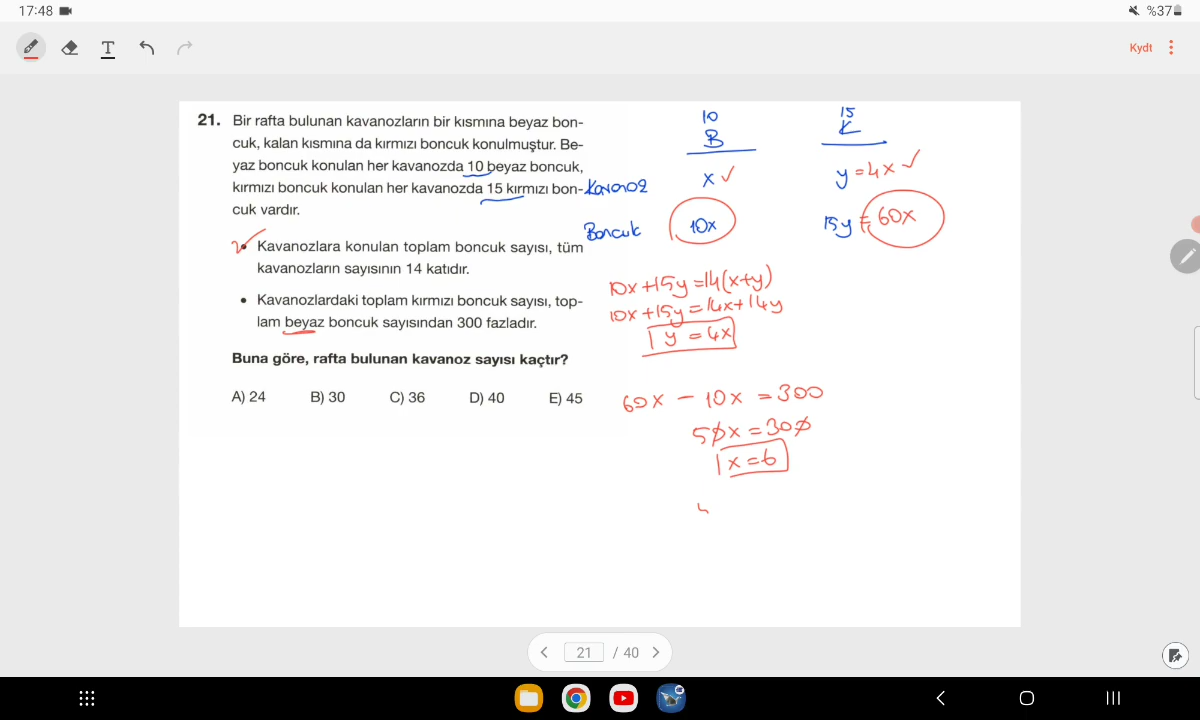 17:48
%37
T
Kydt
21. Bir rafta bulunan kavanozların bir kısmına beyaz bon-
cuk, kalan kısmına da kırmızı boncuk konulmuştur. Be-
yaz boncuk konulan her kavanozda 10 beyaz boncuk,
kırmızı boncuk konulan her kavanozda 15 kırmızı bon-
cuk vardır.
• Kavanozlara konulan toplam boncuk sayısı, tüm
kavanozların sayısının 14 katıdır.
• Kavanozlardaki toplam kırmızı boncuk sayısı, top-
lam beyaz boncuk sayısından 300 fazladır.
Buna göre, rafta bulunan kavanoz sayısı kaçtır?
A) 24 B) 30 C) 36 D) 40 E) 45
10 15
B K
Kavanoz x y=4x
Boncuk 10x 15y = 60x
10x+15y=14(x+y)
10x+15y=14x+14y
y=4x
60x - 10x = 300
50x=300
x=6
21 / 40